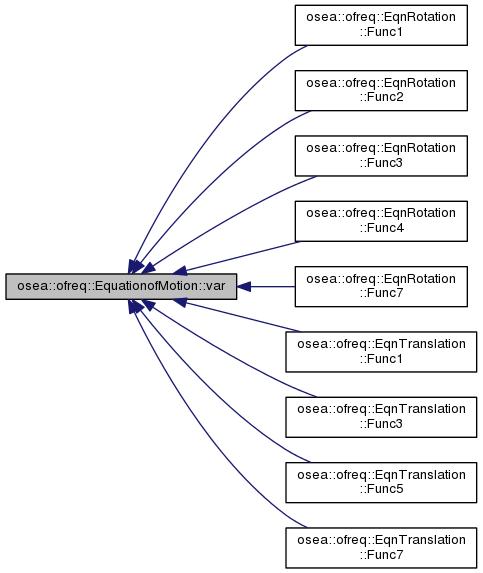 osea::ofreq::EqnRotation
::Func1
osea::ofreq::EqnRotation
::Func2
osea::ofreq::EqnRotation
::Func3
osea::ofreq::EqnRotation
::Func4
osea::ofreq::EquationofMotion::var
osea::ofreq::EqnRotation
::Func7
osea::ofreq::EqnTranslation
::Func1
osea::ofreq::EqnTranslation
::Func3
osea::ofreq::EqnTranslation
::Func5
osea::ofreq::EqnTranslation
::Func7